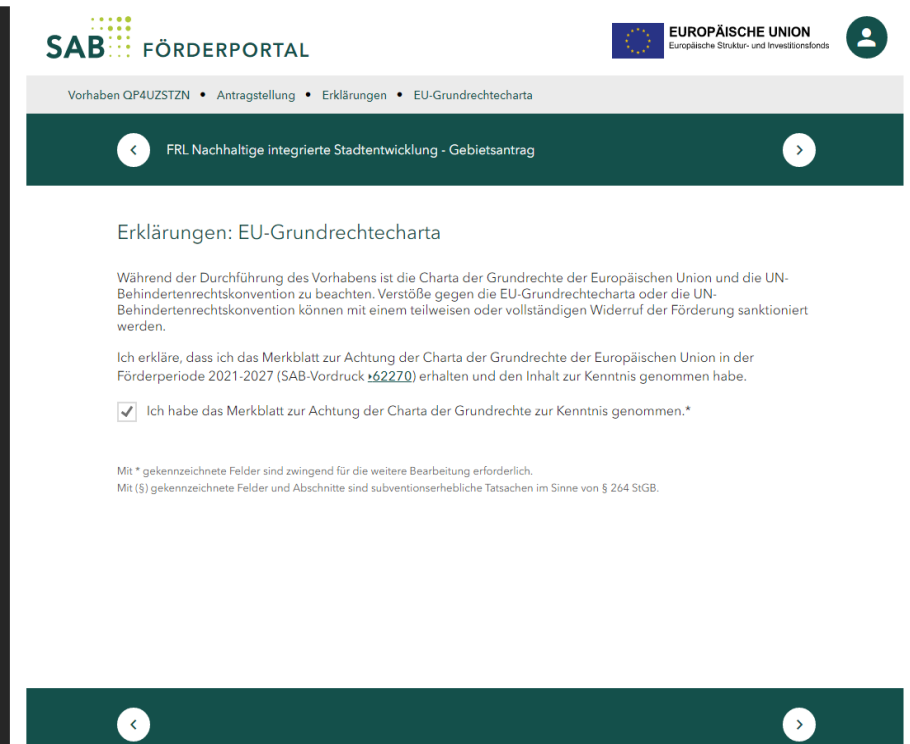 SAB FÖRDERPORTAL
EUROPÄISCHE UNION
Europäische Struktur- und Investitionsfonds
Vorhaben QP4UZSTZN • Antragstellung • Erklärungen • EU-Grundrechtecharta
FRL Nachhaltige integrierte Stadtentwicklung - Gebietsantrag
Erklärungen: EU-Grundrechtecharta
Während der Durchführung des Vorhabens ist die Charta der Grundrechte der Europäischen Union und die UN-
Behindertenrechtskonvention zu beachten. Verstöße gegen die EU-Grundrechtecharta oder die UN-
Behindertenrechtskonvention können mit einem teilweisen oder vollständigen Widerruf der Förderung sanktioniert
werden.
Ich erkläre, dass ich das Merkblatt zur Achtung der Charta der Grundrechte der Europäischen Union in der
Förderperiode 2021-2027 (SAB-Vordruck ▸62270) erhalten und den Inhalt zur Kenntnis genommen habe.
Ich habe das Merkblatt zur Achtung der Charta der Grundrechte zur Kenntnis genommen.*
Mit * gekennzeichnete Felder sind zwingend für die weitere Bearbeitung erforderlich.
Mit (§) gekennzeichnete Felder und Abschnitte sind subventionserhebliche Tatsachen im Sinne von § 264 StGB.